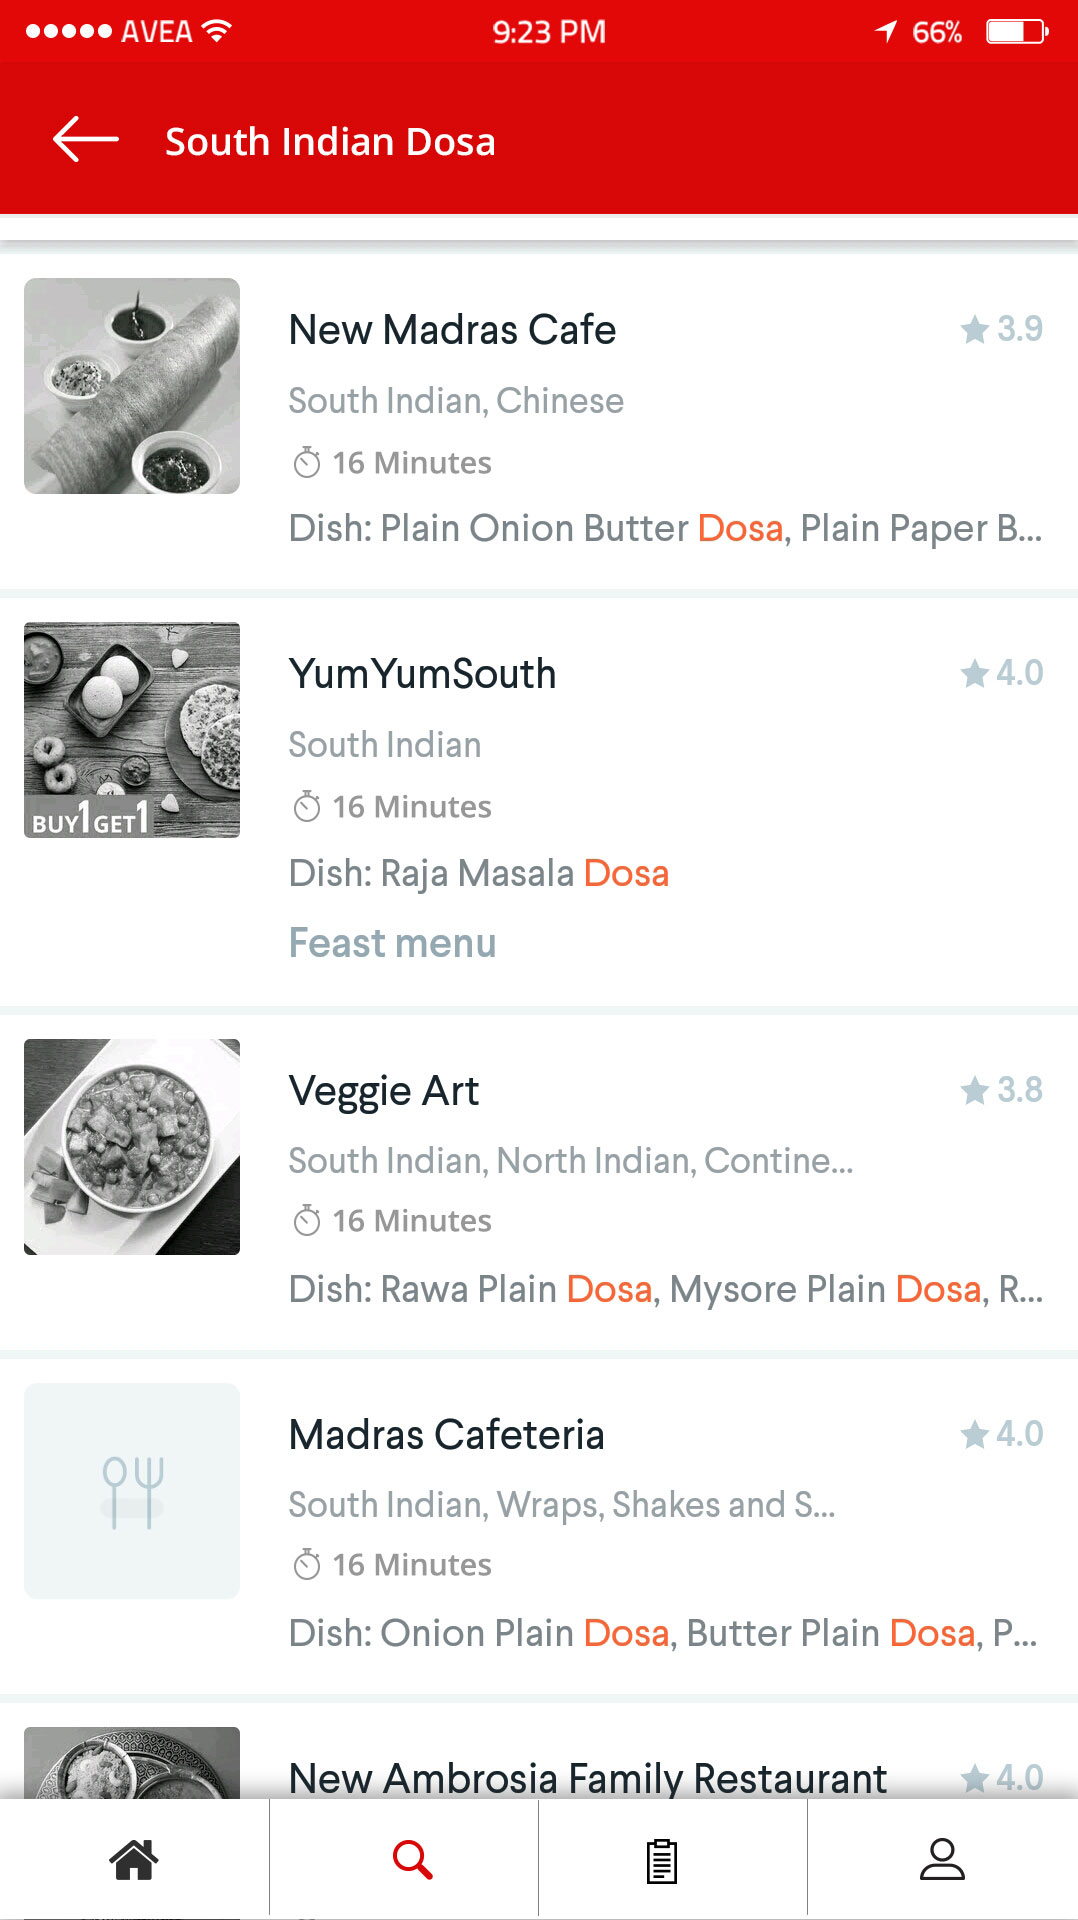 AVEA 9:23 PM 66%
South Indian Dosa
New Madras Cafe 3.9
South Indian, Chinese
16 Minutes
Dish: Plain Onion Butter Dosa, Plain Paper B...
YumYumSouth 4.0
South Indian
16 Minutes
BUY1GET1
Dish: Raja Masala Dosa
Feast menu
Veggie Art 3.8
South Indian, North Indian, Contine...
16 Minutes
Dish: Rawa Plain Dosa, Mysore Plain Dosa, R...
Madras Cafeteria 4.0
South Indian, Wraps, Shakes and S...
16 Minutes
Dish: Onion Plain Dosa, Butter Plain Dosa, P...
New Ambrosia Family Restaurant 4.0